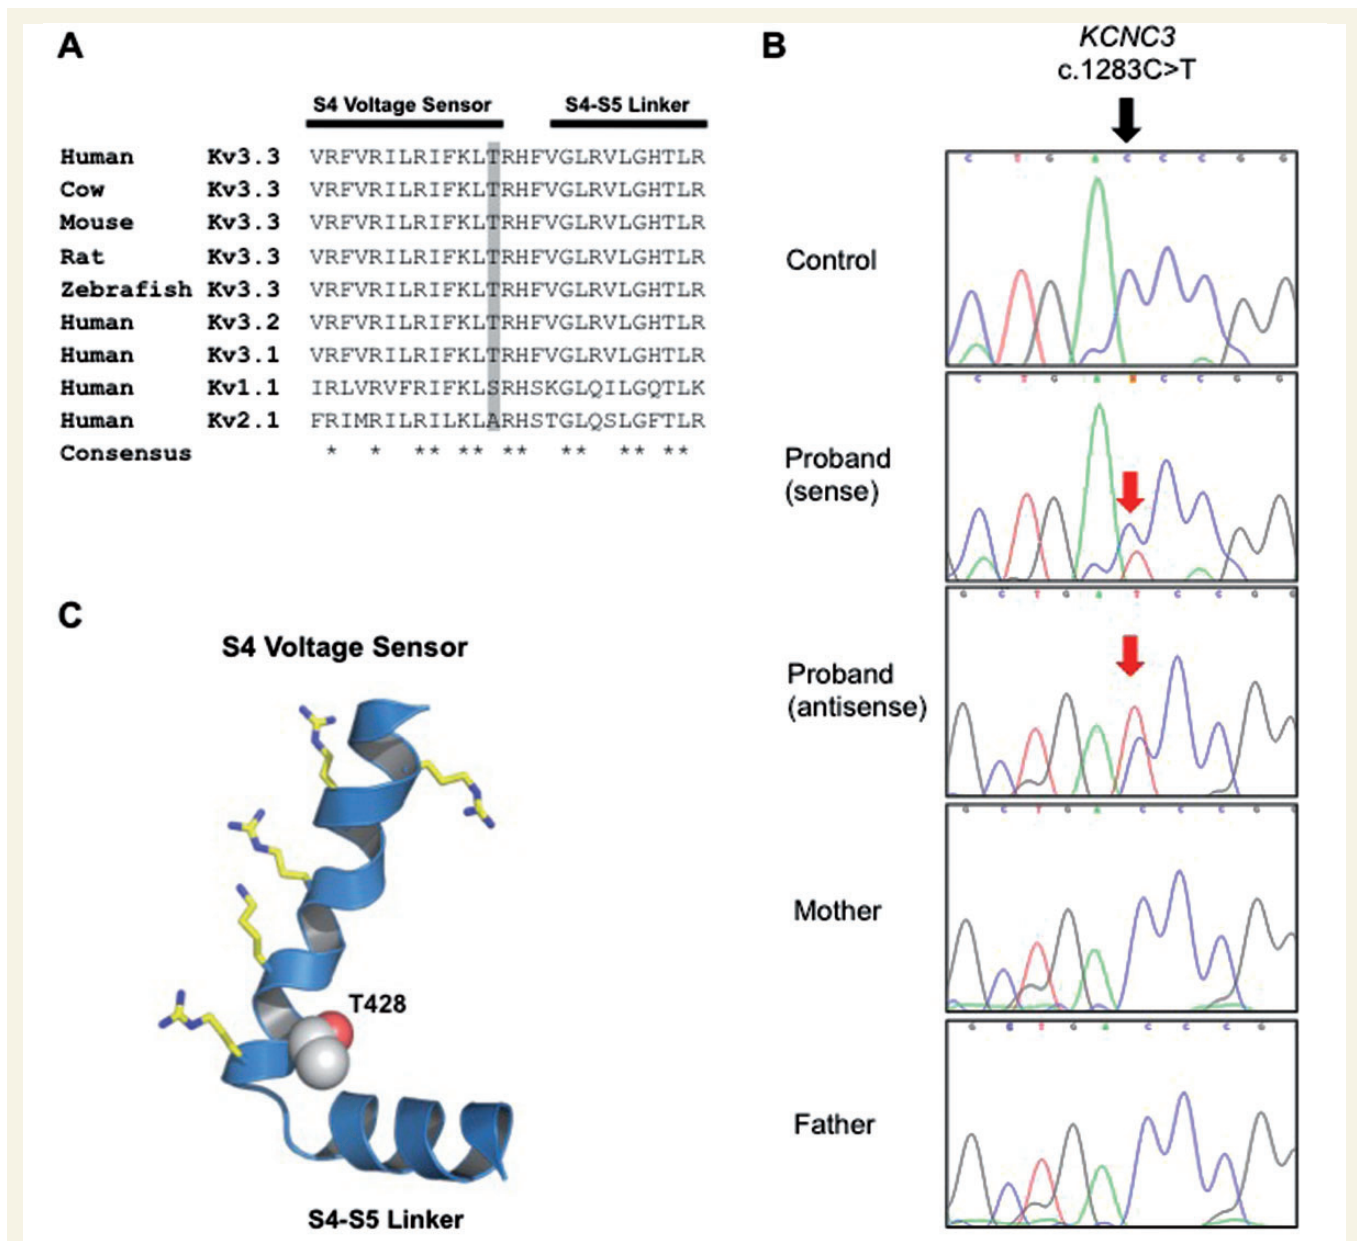 A
S4 Voltage Sensor S4-S5 Linker
Human Kv3.3 VRFVRILRIFKLTRHFVGLRVLGHTLR
Cow Kv3.3 VRFVRILRIFKLTRHFVGLRVLGHTLR
Mouse Kv3.3 VRFVRILRIFKLTRHFVGLRVLGHTLR
Rat Kv3.3 VRFVRILRIFKLTRHFVGLRVLGHTLR
Zebrafish Kv3.3 VRFVRILRIFKLTRHFVGLRVLGHTLR
Human Kv3.2 VRFVRILRIFKLTRHFVGLRVLGHTLR
Human Kv3.1 VRFVRILRIFKLTRHFVGLRVLGHTLR
Human Kv1.1 IRLVRVFRIFKLSRHSKGLQILGQTLK
Human Kv2.1 FRIMRILRILKLARHSTGLQSLGFTLR
Consensus * * ** ** ** ** ** **
B
KCNC3
c.1283C>T
C T G A C C C G G
Control
C T G A C C G G
Proband
(sense)
G C T G A T C C G G
Proband
(antisense)
G C T G A C C C G
Mother
G C T G A C C C G
Father
C
S4 Voltage Sensor
T428
S4-S5 Linker